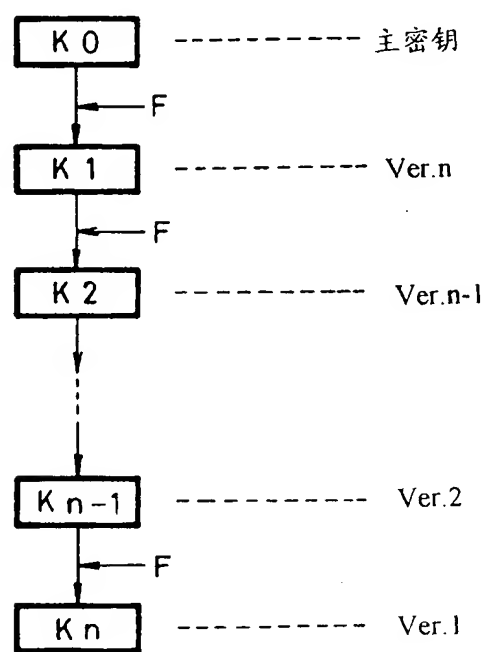 K0 主密钥
F
K1 Ver.n
F
K2 Ver.n-1
Kn-1 Ver.2
F
Kn Ver.1